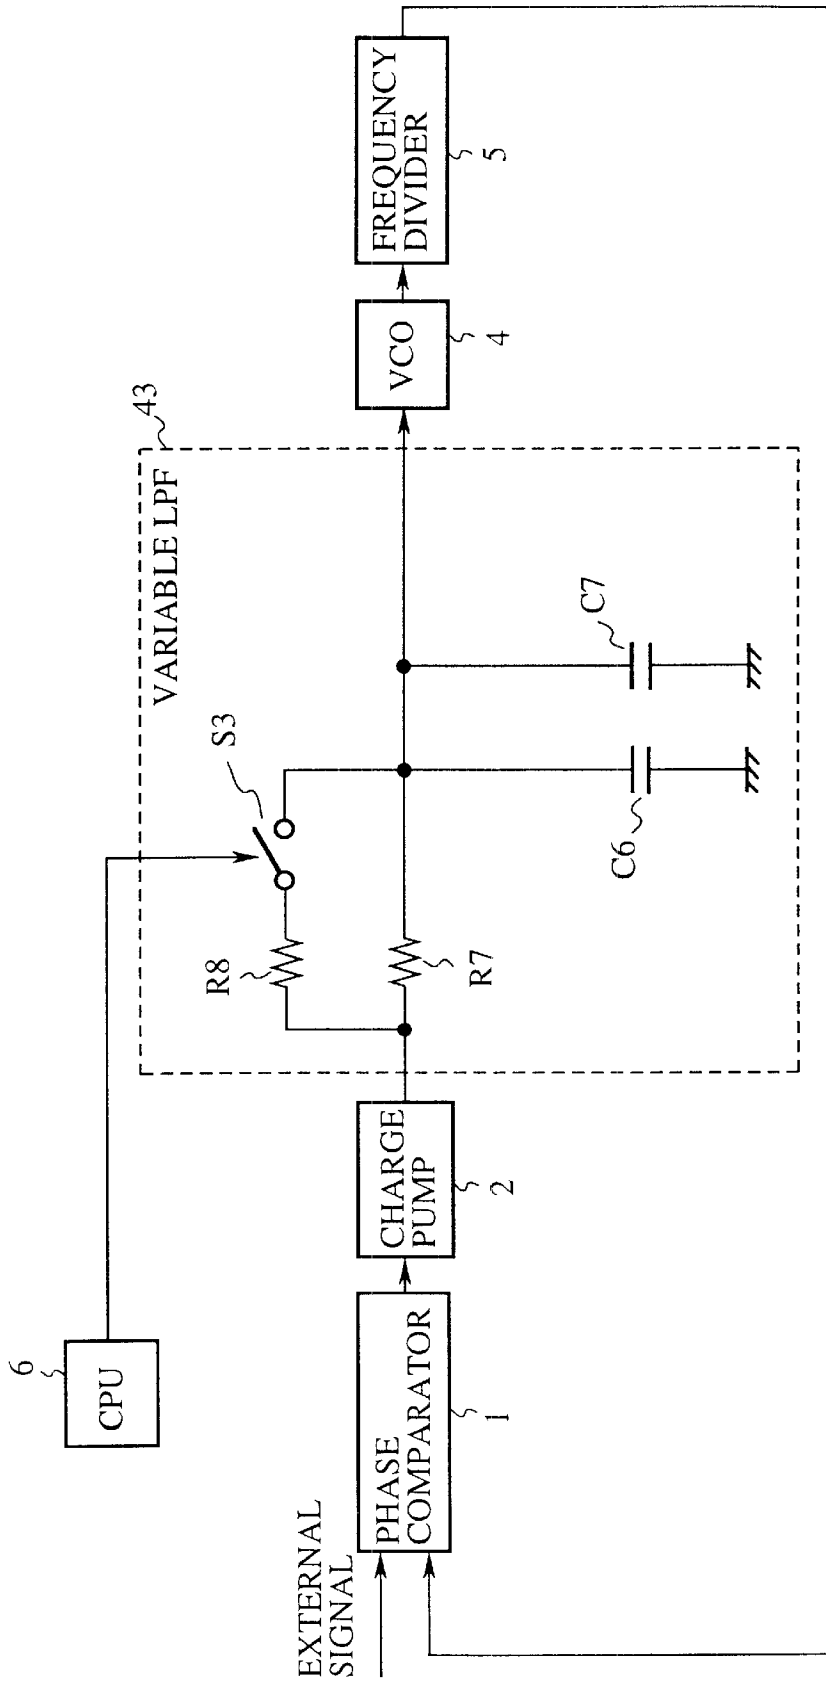 6
CPU
EXTERNAL
SIGNAL
PHASE
COMPARATOR
1
CHARGE
PUMP
2
VARIABLE LPF
43
R8
S3
R7
C6
C7
VCO
4
FREQUENCY
DIVIDER
5